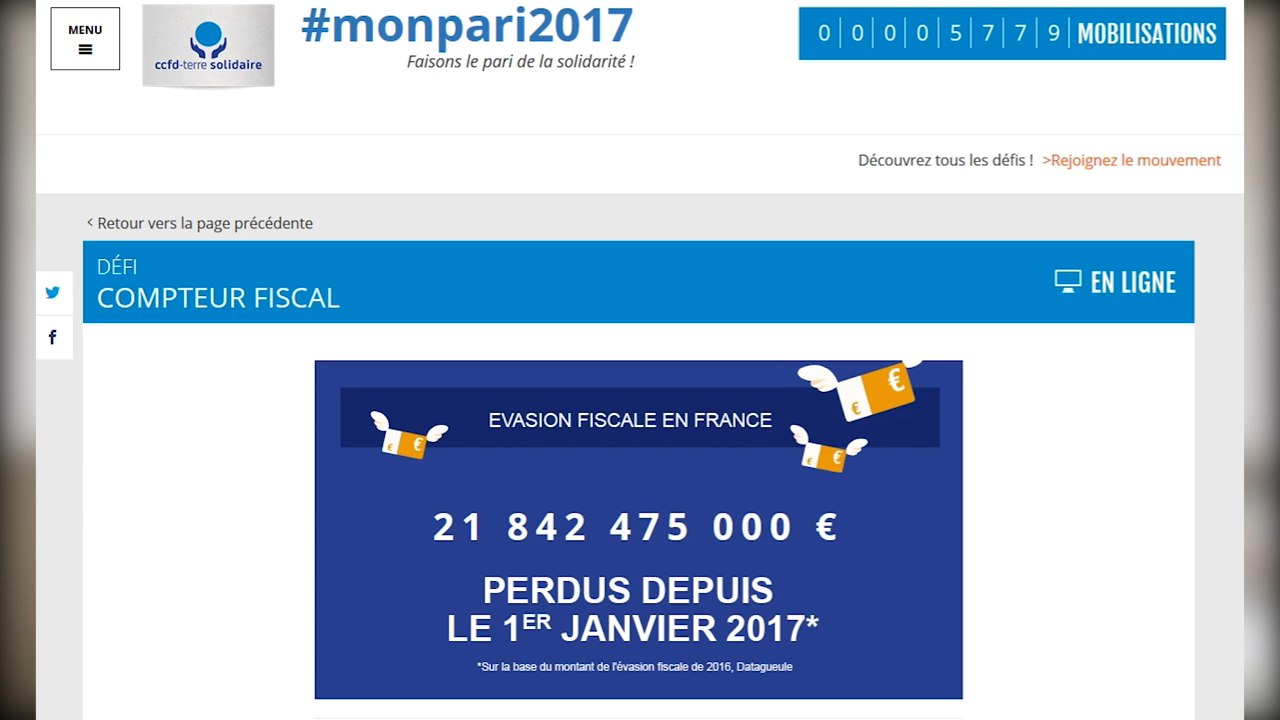 MENU
ccfd-terre solidaire
#monpari2017
Faisons le pari de la solidarité !
0 0 0 0 5 7 7 9 MOBILISATIONS
Découvrez tous les défis ! >Rejoignez le mouvement
< Retour vers la page précédente
DÉFI
COMPTEUR FISCAL
EN LIGNE
EVASION FISCALE EN FRANCE
21 842 475 000 €
PERDUS DEPUIS
LE 1ER JANVIER 2017*
*Sur la base du montant de l'évasion fiscale de 2016, Datagueule